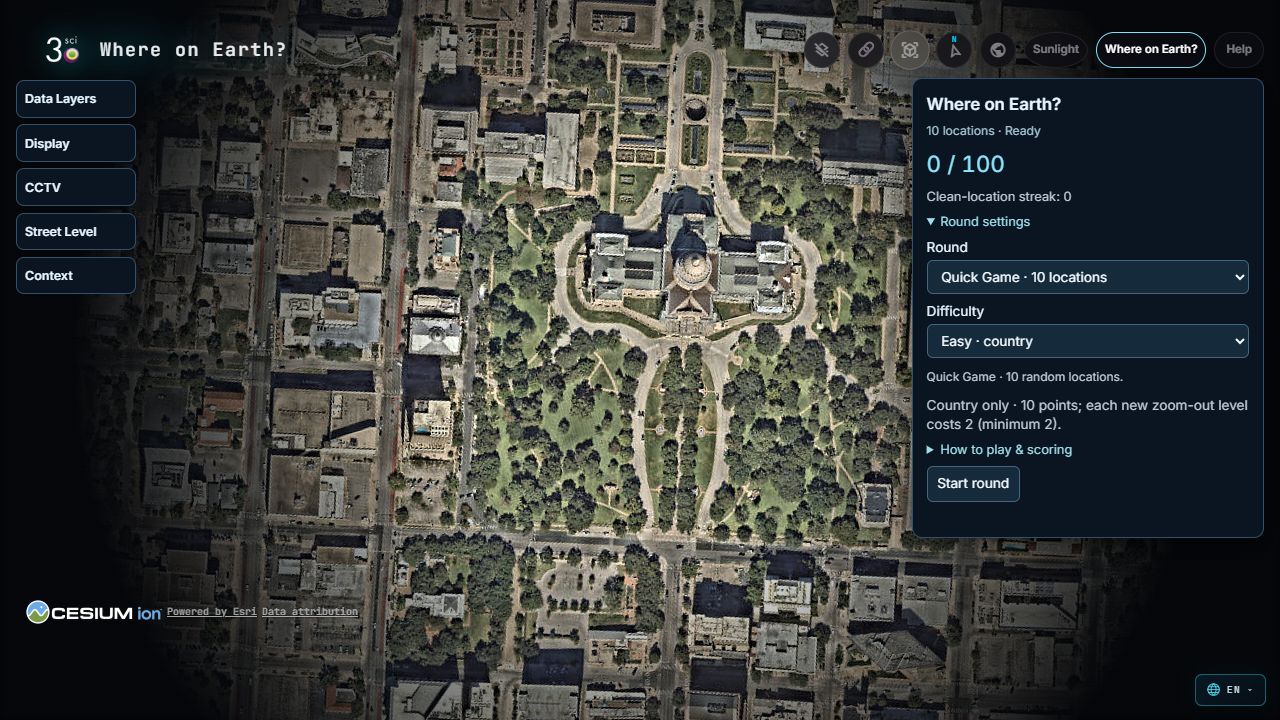 3 sci
Where on Earth?
N
Sunlight
Where on Earth?
Help
Data Layers
Display
CCTV
Street Level
Context
Where on Earth?
10 locations · Ready
0 / 100
Clean-location streak: 0
▼ Round settings
Round
Quick Game · 10 locations
Difficulty
Easy · country
Quick Game · 10 random locations.
Country only · 10 points; each new zoom-out level
costs 2 (minimum 2).
▶ How to play & scoring
Start round
CESIUM ion Powered by Esri Data attribution
EN